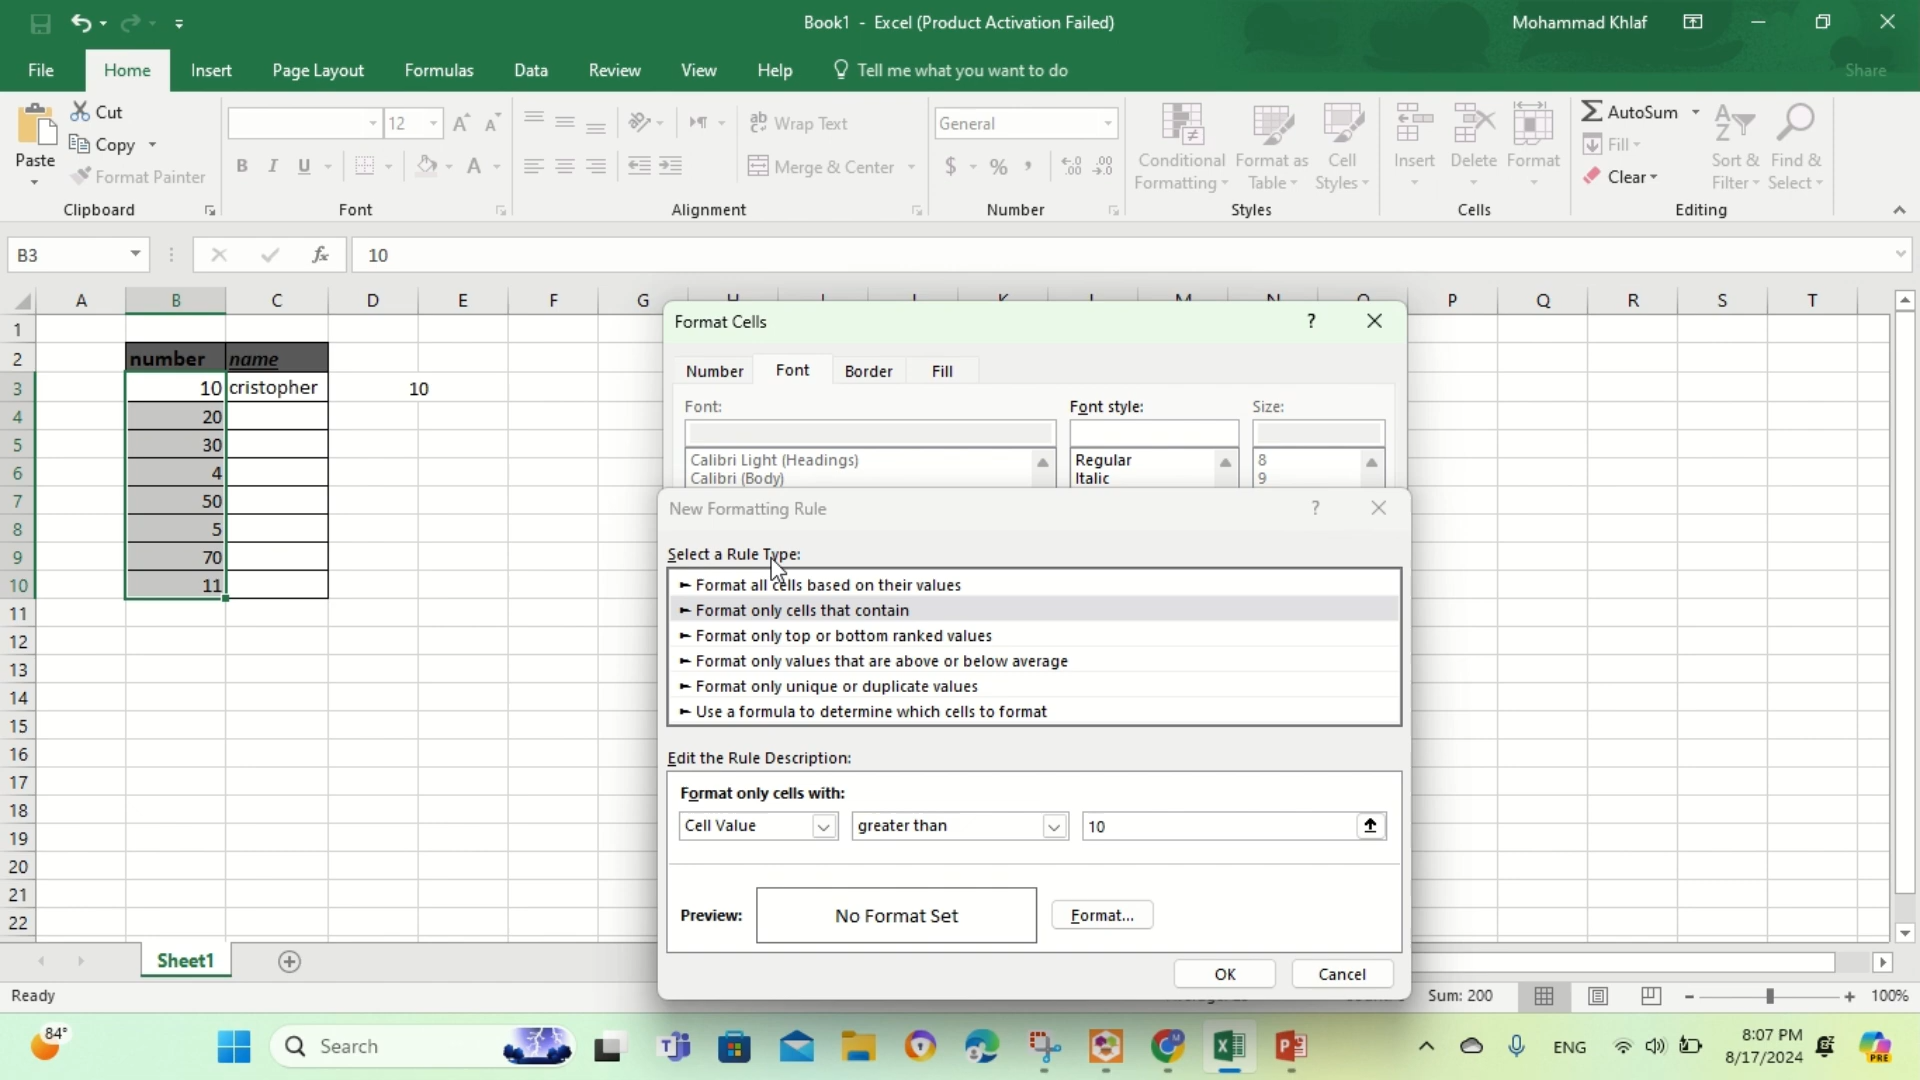 Book1 - Excel (Product Activation Failed)
Mohammad Khlaf
File Home Insert Page Layout Formulas Data Review View Help Tell me what you want to do Share
Paste
Cut
Copy
Format Painter
Clipboard
12
B I U A
Font
Wrap Text
Merge & Center
Alignment
General
$ %
Number
Conditional Formatting
Format as Table
Cell Styles
Styles
Insert
Delete
Format
Cells
AutoSum
Fill
Clear
Sort & Filter
Find & Select
Editing
B3 fx 10
A B C D E F G P Q R S T
1
2 number name
3 10 cristopher 10
4 20
5 30
6 4
7 50
8 5
9 70
10 11
11
12
13
14
15
16
17
18
19
20
21
22
Format Cells ?
Number Font Border Fill
Font: Font style: Size:
Calibri Light (Headings) Regular 8
Calibri (Body) Italic 9
New Formatting Rule ?
Select a Rule Type:
► Format all cells based on their values
► Format only cells that contain
► Format only top or bottom ranked values
► Format only values that are above or below average
► Format only unique or duplicate values
► Use a formula to determine which cells to format
Edit the Rule Description:
Format only cells with:
Cell Value greater than 10
Preview: No Format Set Format...
OK Cancel
Sheet1
Ready Sum: 200 100%
84°
Search
ENG
8:07 PM
8/17/2024
PRE